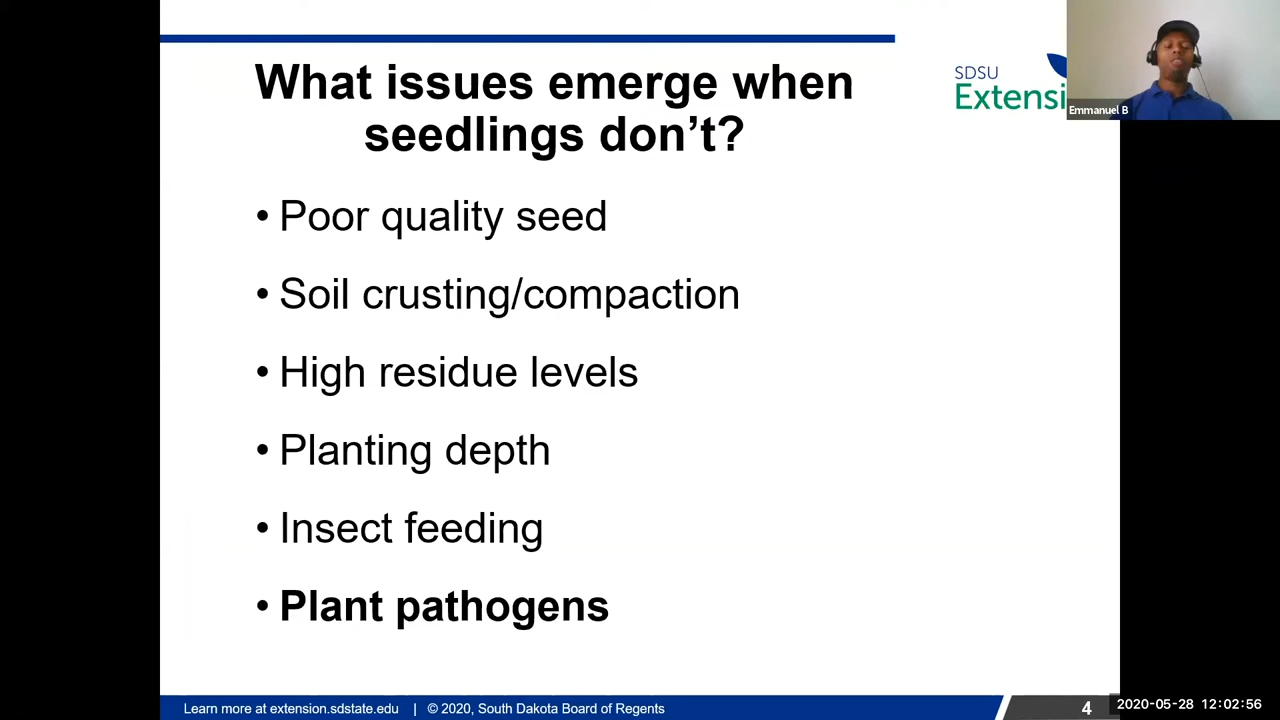 What issues emerge when
seedlings don’t?
SDSU
Extensi
Emmanuel B
• Poor quality seed
• Soil crusting/compaction
• High residue levels
• Planting depth
• Insect feeding
• Plant pathogens
Learn more at extension.sdstate.edu | © 2020, South Dakota Board of Regents
4
2020-05-28 12:02:56